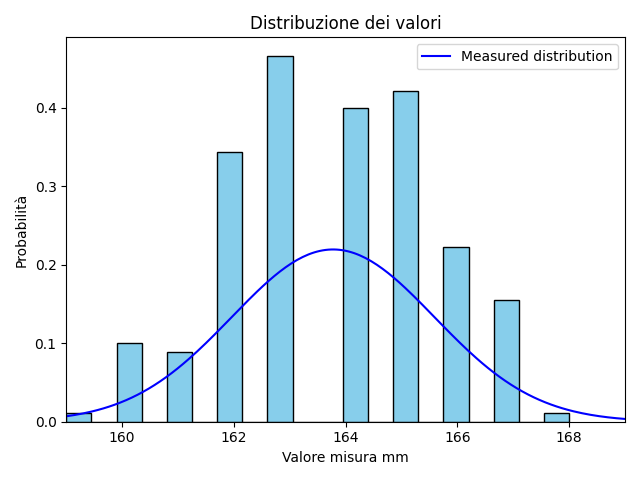 Distribuzione dei valori
Measured distribution
Probabilità
0.4
0.3
0.2
0.1
0.0
160
162
164
166
168
Valore misura mm